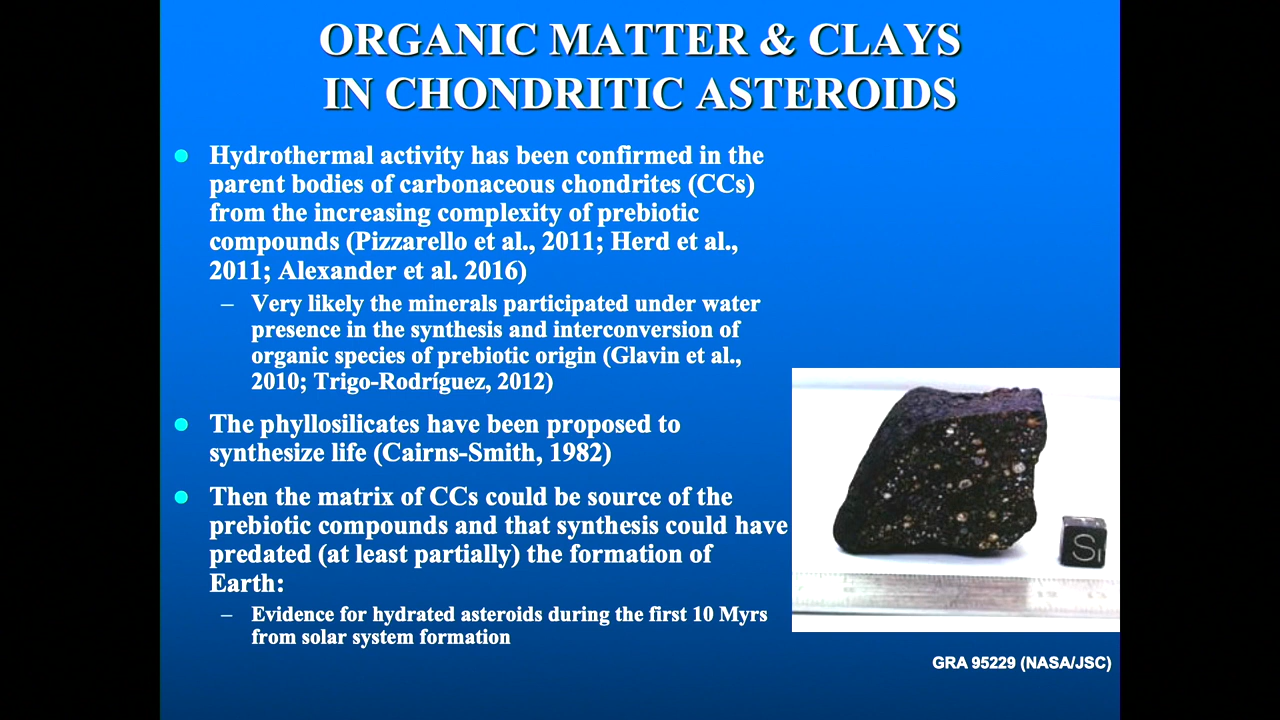 ORGANIC MATTER & CLAYS
IN CHONDRITIC ASTEROIDS
Hydrothermal activity has been confirmed in the
parent bodies of carbonaceous chondrites (CCs)
from the increasing complexity of prebiotic
compounds (Pizzarello et al., 2011; Herd et al.,
2011; Alexander et al. 2016)
– Very likely the minerals participated under water
presence in the synthesis and interconversion of
organic species of prebiotic origin (Glavin et al.,
2010; Trigo-Rodríguez, 2012)
The phyllosilicates have been proposed to
synthesize life (Cairns-Smith, 1982)
Then the matrix of CCs could be source of the
prebiotic compounds and that synthesis could have
predated (at least partially) the formation of
Earth:
– Evidence for hydrated asteroids during the first 10 Myrs
from solar system formation
GRA 95229 (NASA/JSC)